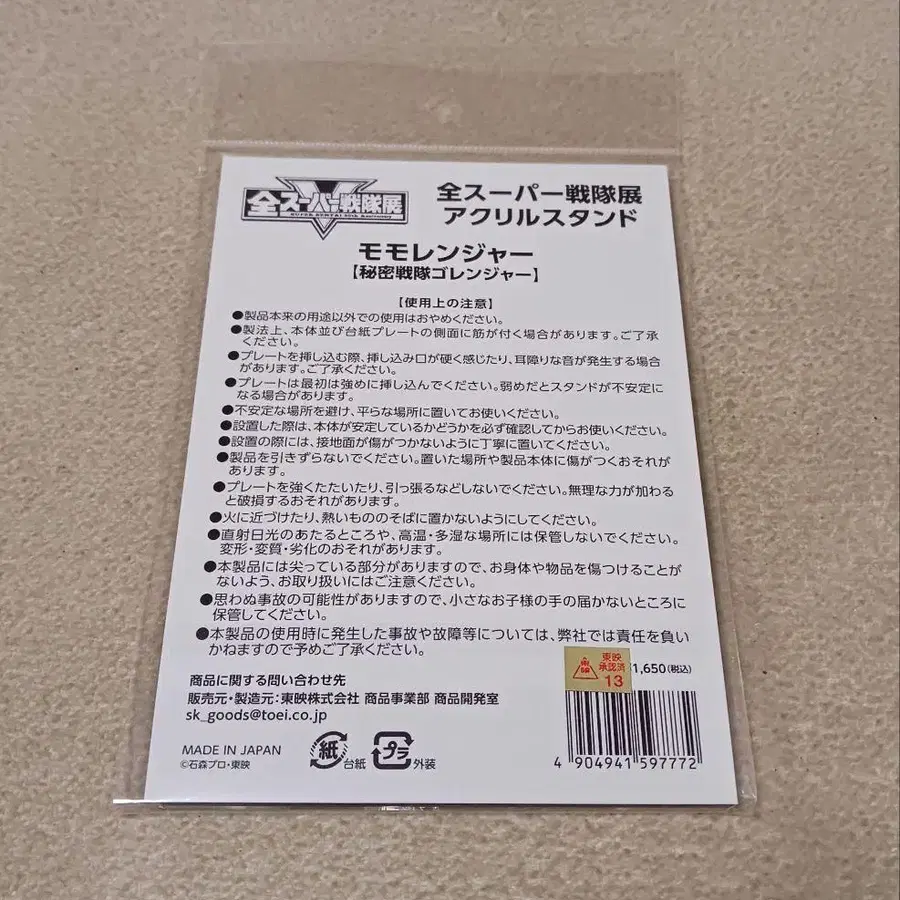 全スーパー戦隊展
SUPER SENTAI 50th Anniversary
全スーパー戦隊展
アクリルスタンド
モモレンジャー
【秘密戦隊ゴレンジャー】
【使用上の注意】
●製品本来の用途以外での使用はおやめください。
●製法上、本体並び台紙プレートの側面に筋が付く場合があります。ご了承
ください。
●プレートを挿し込む際、挿し込み口が硬く感じたり、耳障りな音が発生する場合
があります。ご了承ください。
●プレートは最初は強めに挿し込んでください。弱めだとスタンドが不安定に
なる場合があります。
●不安定な場所を避け、平らな場所に置いてお使いください。
●設置した際は、本体が安定しているかどうかを必ず確認してからお使いください。
●設置の際には、接地面が傷がつかないように丁寧に置いてください。
●製品を引きずらないでください。置いた場所や製品本体に傷がつくおそれが
あります。
●プレートを強くたたいたり、引っ張るなどしないでください。無理な力が加わる
と破損するおそれがあります。
●火に近づけたり、熱いもののそばに置かないようにしてください。
●直射日光のあたるところや、高温・多湿な場所には保管しないでください。
変形・変質・劣化のおそれがあります。
●本製品には尖っている部分がありますので、お身体や物品を傷つけることが
ないよう、お取り扱いにはご注意ください。
●思わぬ事故の可能性がありますので、小さなお子様の手の届かないところに
保管してください。
●本製品の使用時に発生した事故や故障等については、弊社では責任を負い
かねますので予めご了承ください。
1,650(税込)
東映
東映
承認済
13
商品に関する問い合わせ先
販売元・製造元：東映株式会社 商品事業部 商品開発室
sk_goods@toei.co.jp
MADE IN JAPAN
©石森プロ・東映
紙 台紙
プラ 外装
4 904941 597772